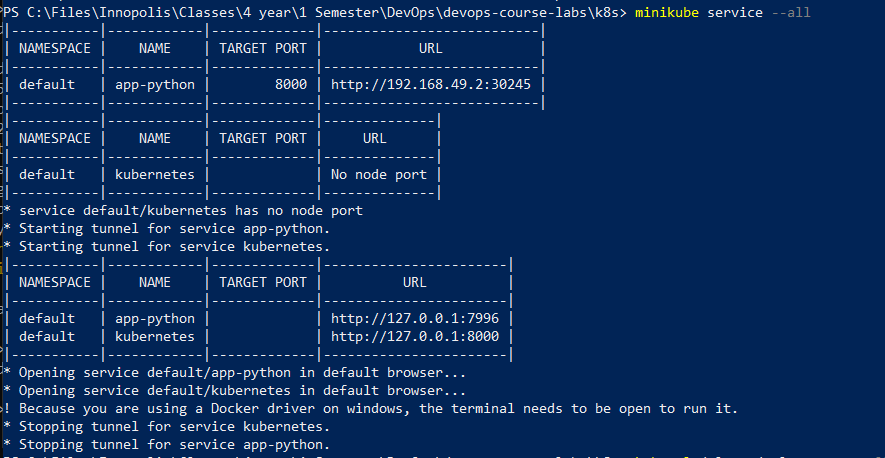 PS C:\Files\Innopolis\Classes\4 year\1 Semester\DevOps\devops-course-labs\k8s> minikube service --all
|-----------|------------|-------------|---------------------------|
| NAMESPACE |    NAME    | TARGET PORT |            URL            |
|-----------|------------|-------------|---------------------------|
| default   | app-python |        8000 | http://192.168.49.2:30245 |
|-----------|------------|-------------|---------------------------|
|-----------|------------|-------------|--------------|
| NAMESPACE |    NAME    | TARGET PORT |     URL      |
|-----------|------------|-------------|--------------|
| default   | kubernetes |             | No node port |
|-----------|------------|-------------|--------------|
* service default/kubernetes has no node port
* Starting tunnel for service app-python.
* Starting tunnel for service kubernetes.
|-----------|------------|-------------|-----------------------|
| NAMESPACE |    NAME    | TARGET PORT |          URL          |
|-----------|------------|-------------|-----------------------|
| default   | app-python |             | http://127.0.0.1:7996 |
| default   | kubernetes |             | http://127.0.0.1:8000 |
|-----------|------------|-------------|-----------------------|
* Opening service default/app-python in default browser...
* Opening service default/kubernetes in default browser...
! Because you are using a Docker driver on windows, the terminal needs to be open to run it.
* Stopping tunnel for service kubernetes.
* Stopping tunnel for service app-python.